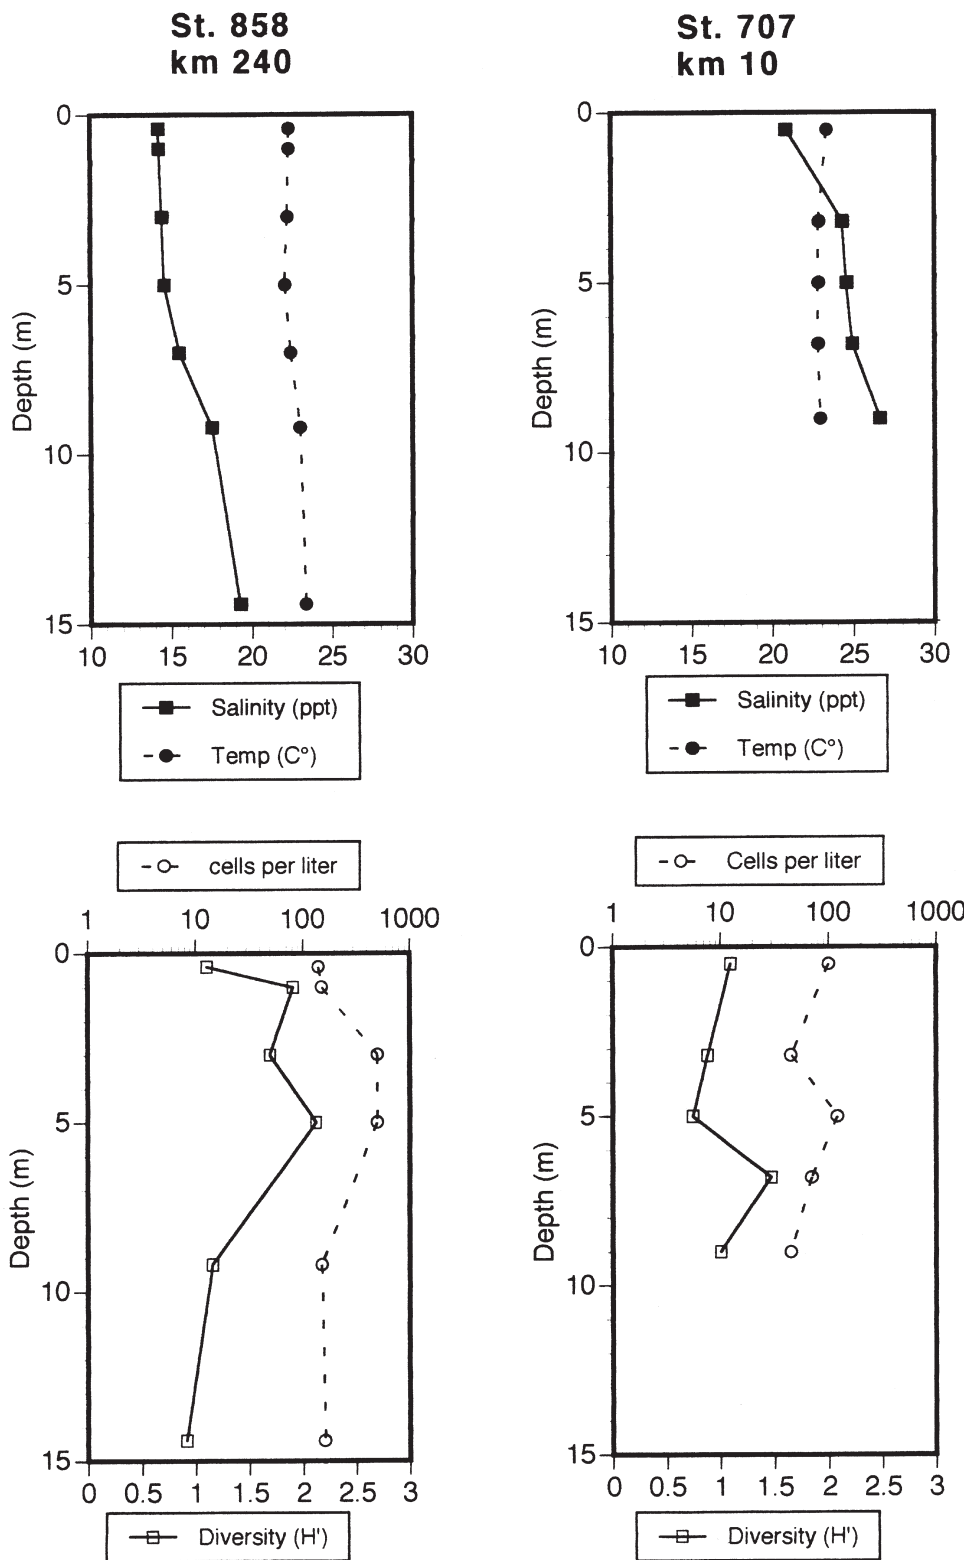 St. 858
km 240
St. 707
km 10
0
5
10
15
Depth (m)
10 15 20 25 30
Salinity (ppt)
Temp (C°)
0
5
10
15
Depth (m)
10 15 20 25 30
Salinity (ppt)
Temp (C°)
cells per liter
1 10 100 1000
0
5
10
15
Depth (m)
0 0.5 1 1.5 2 2.5 3
Diversity (H')
Cells per liter
1 10 100 1000
0
5
10
15
Depth (m)
0 0.5 1 1.5 2 2.5 3
Diversity (H')